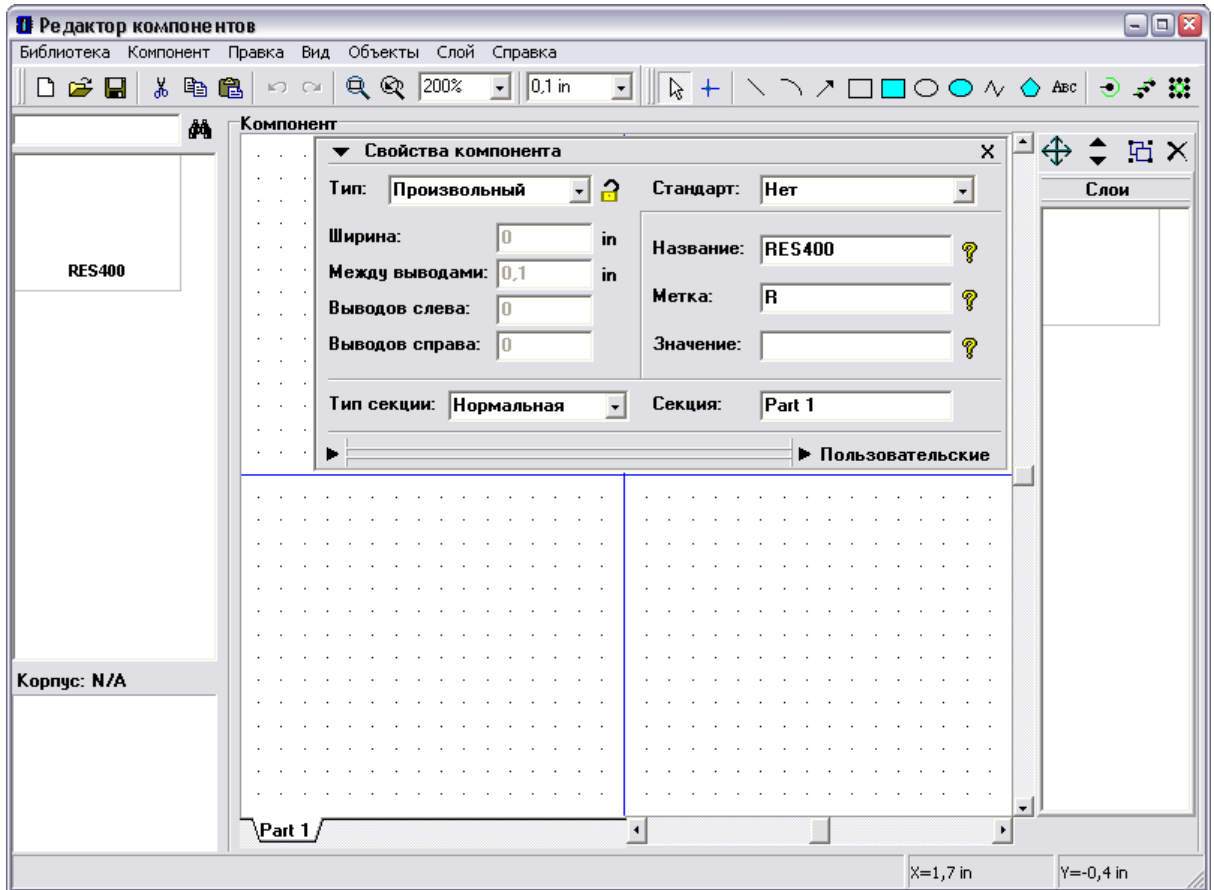 Редактор компонентов
Библиотека Компонент Правка Вид Объекты Слой Справка
200% 0,1 in ABC
Компонент
Свойства компонента X
Слои
Тип: Произвольный Стандарт: Нет
Ширина: 0 in
Название: RES400
RES400
Между выводами: 0,1 in
Метка: R
Выводов слева: 0
Выводов справа: 0
Значение:
Тип секции: Нормальная Секция: Part 1
Пользовательские
Корпус: N/A
Part 1
X=1,7 in Y=-0,4 in